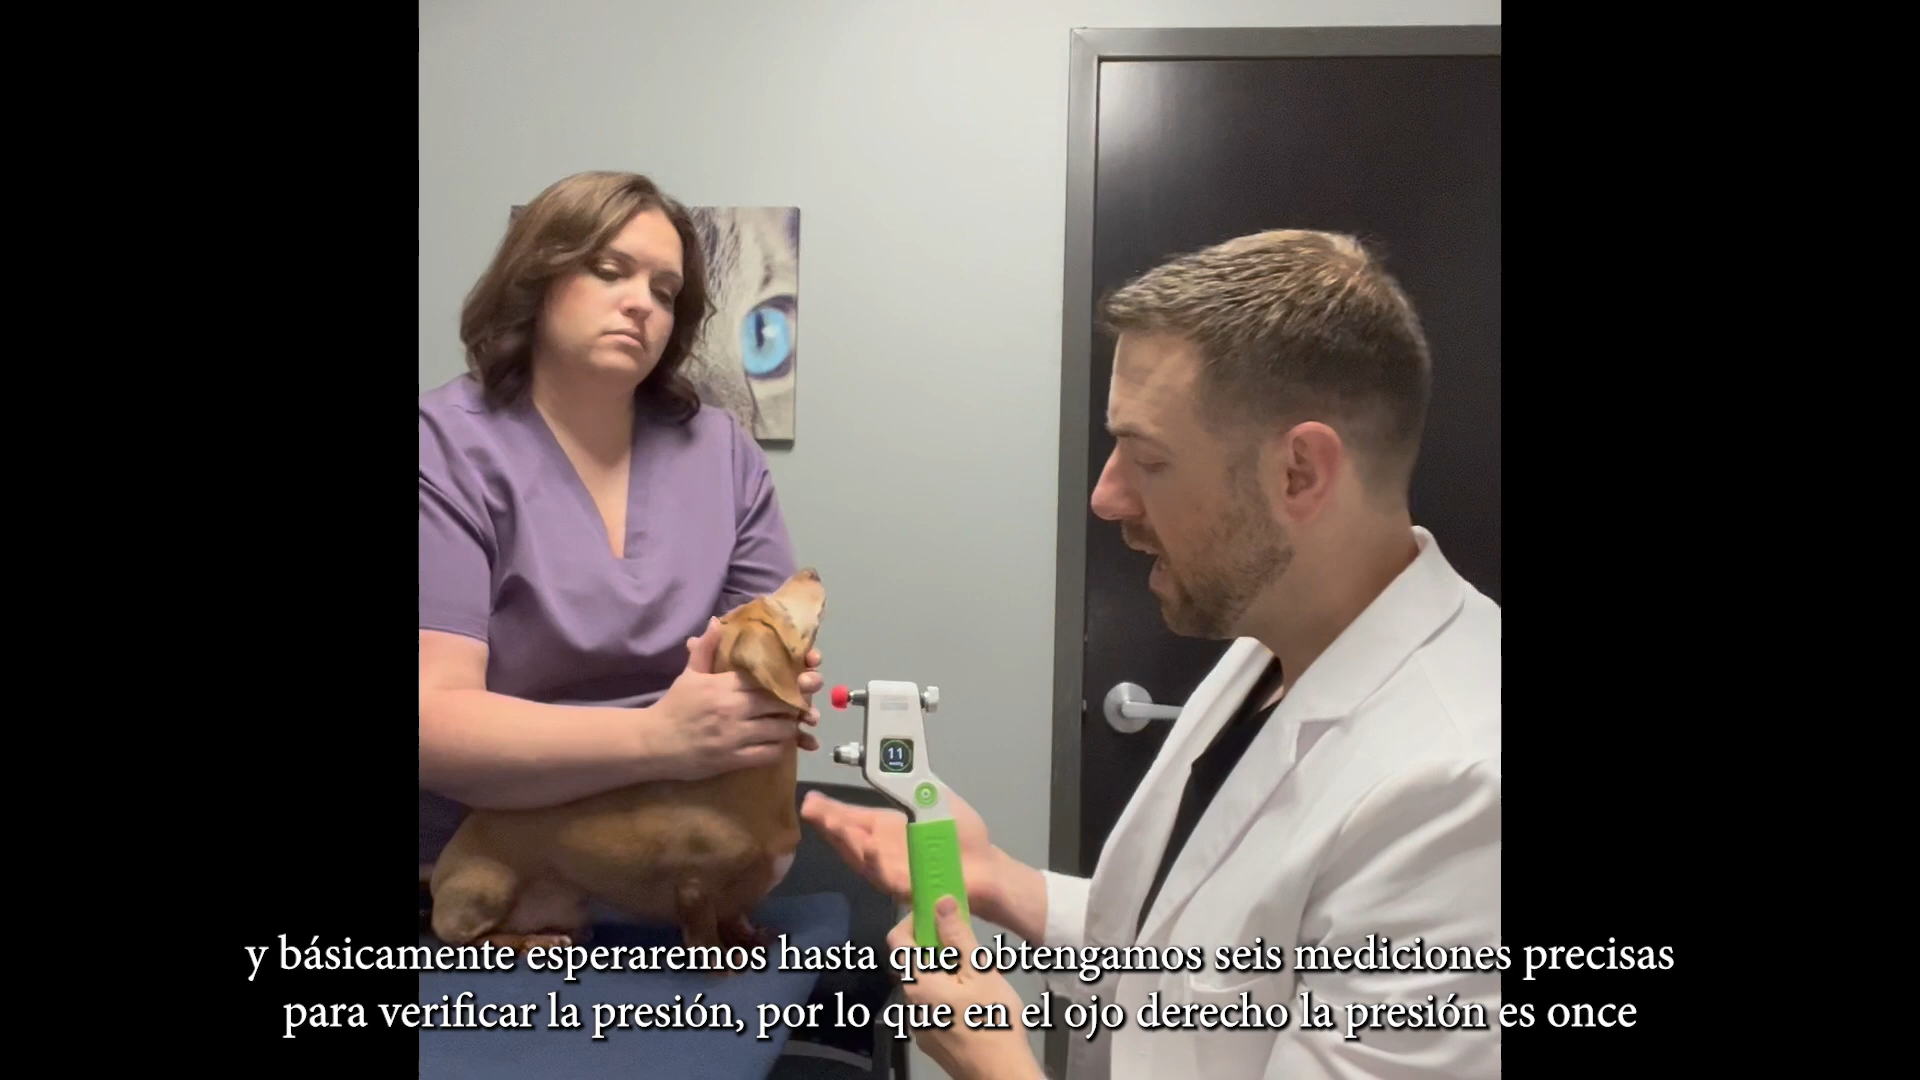 11
y básicamente esperaremos hasta que obtengamos seis mediciones precisas
para verificar la presión, por lo que en el ojo derecho la presión es once